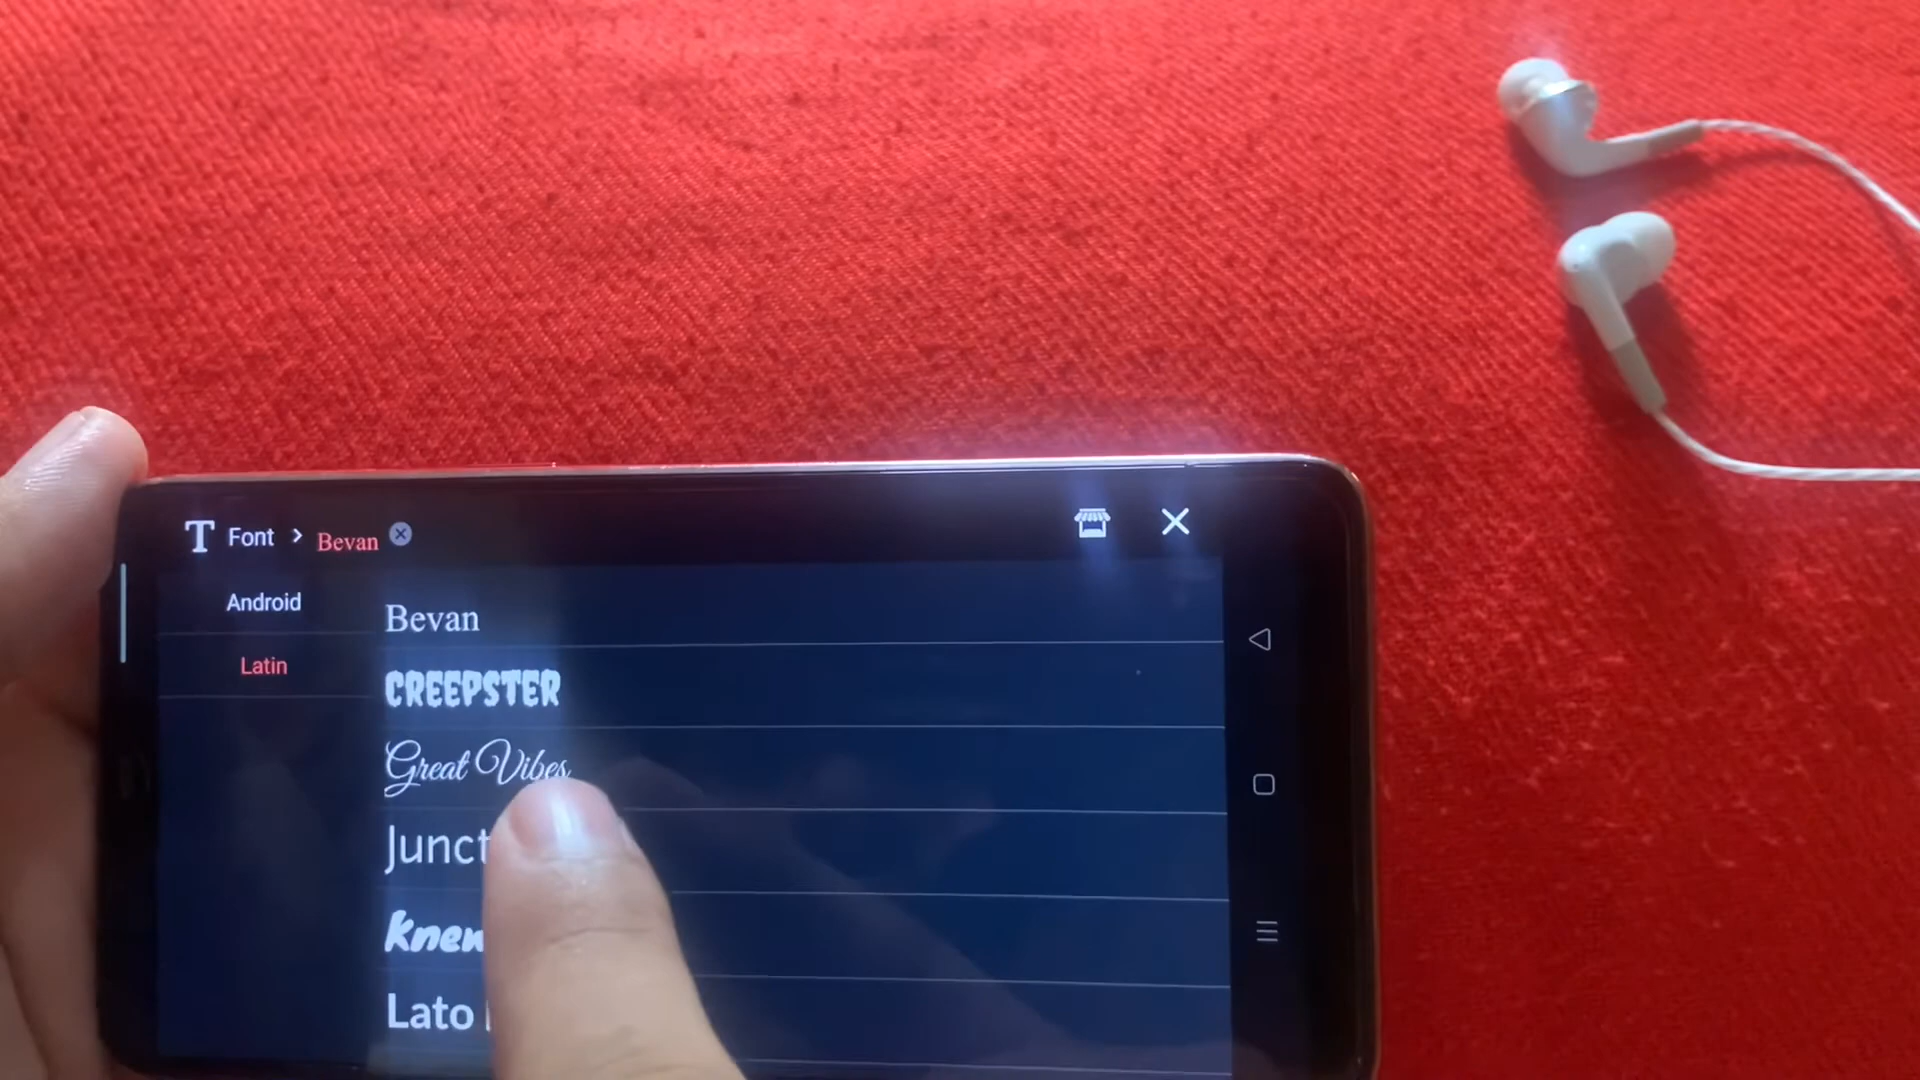 T Font > Bevan
Android
Latin
Bevan
CREEPSTER
Great Vibes
Lato